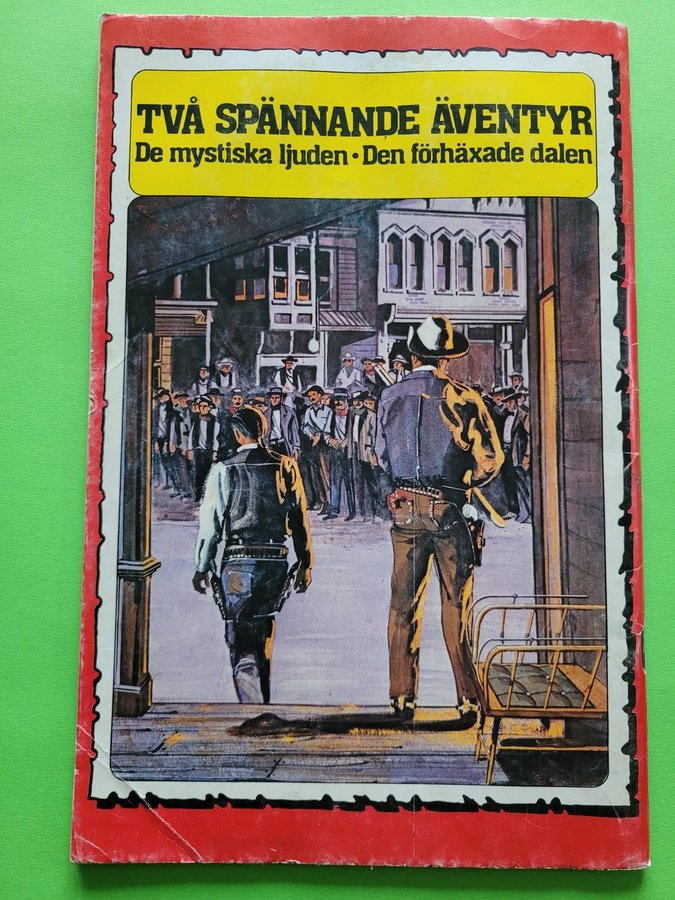 TVÅ SPÄNNANDE ÄVENTYR
De mystiska ljuden • Den förhäxade dalen